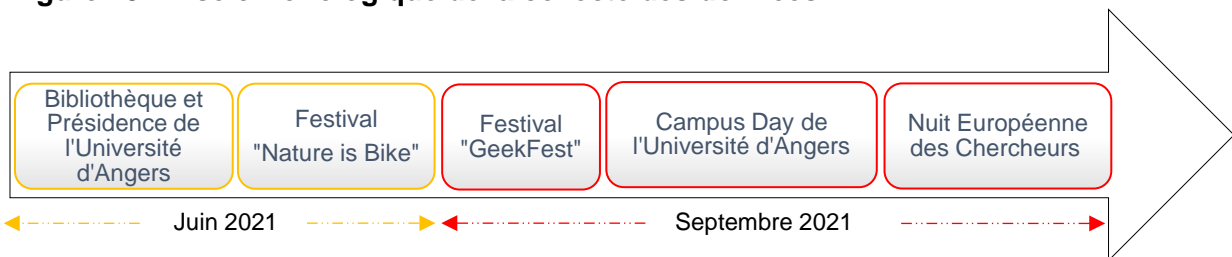 Bibliothèque et
Présidence de
l'Université
d'Angers
Festival
"Nature is Bike"
Festival
"GeekFest"
Campus Day de
l'Université d'Angers
Nuit Européenne
des Chercheurs
Juin 2021
Septembre 2021